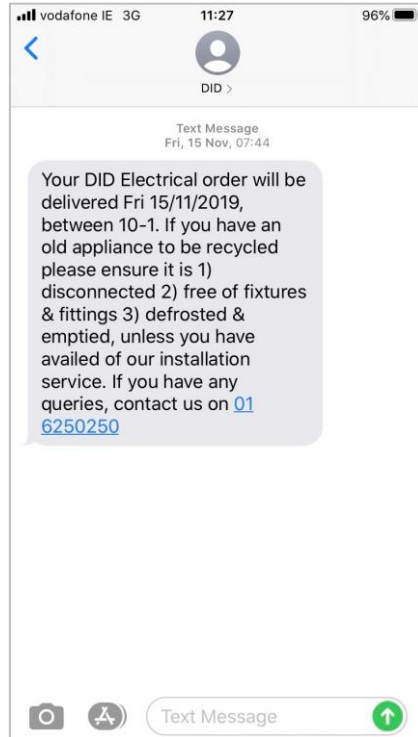 vodafone IE 3G 11:27 96%
DID >
Text Message
Fri, 15 Nov, 07:44
Your DID Electrical order will be
delivered Fri 15/11/2019,
between 10-1. If you have an
old appliance to be recycled
please ensure it is 1)
disconnected 2) free of fixtures
& fittings 3) defrosted &
emptied, unless you have
availed of our installation
service. If you have any
queries, contact us on 01
6250250
Text Message